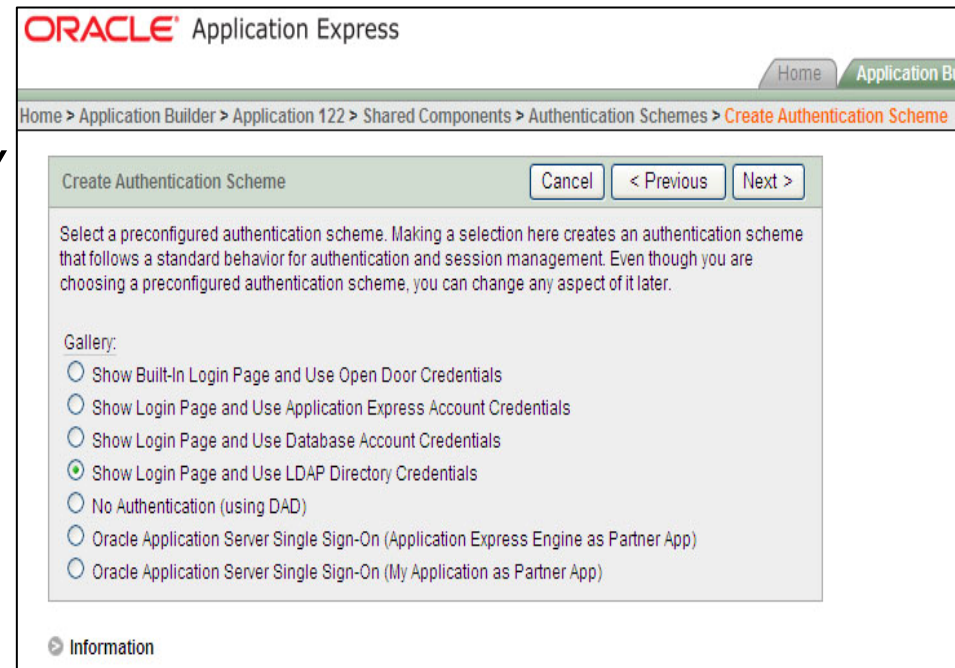 ORACLE Application Express
Home
Application Bu
Home > Application Builder > Application 122 > Shared Components > Authentication Schemes > Create Authentication Scheme
Create Authentication Scheme
Cancel
< Previous
Next >
Select a preconfigured authentication scheme. Making a selection here creates an authentication scheme
that follows a standard behavior for authentication and session management. Even though you are
choosing a preconfigured authentication scheme, you can change any aspect of it later.
Gallery:
Show Built-In Login Page and Use Open Door Credentials
Show Login Page and Use Application Express Account Credentials
Show Login Page and Use Database Account Credentials
Show Login Page and Use LDAP Directory Credentials
No Authentication (using DAD)
Oracle Application Server Single Sign-On (Application Express Engine as Partner App)
Oracle Application Server Single Sign-On (My Application as Partner App)
Information